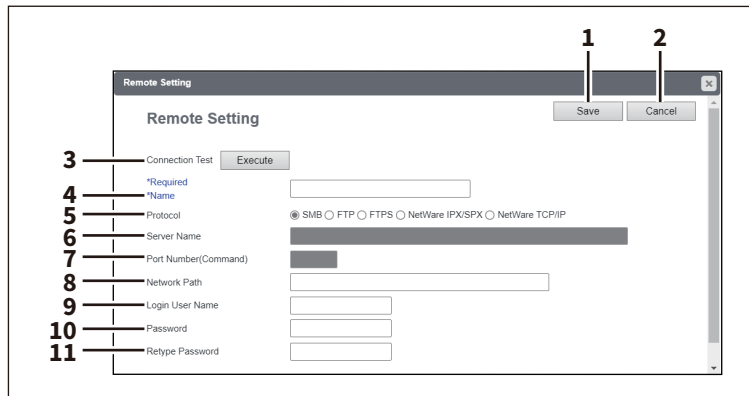 1 2
Remote Setting
Remote Setting
Save Cancel
3 Connection Test Execute
*Required
4 *Name
5 Protocol SMB FTP FTPS NetWare IPX/SPX NetWare TCP/IP
6 Server Name
7 Port Number(Command)
8 Network Path
9 Login User Name
10 Password
11 Retype Password